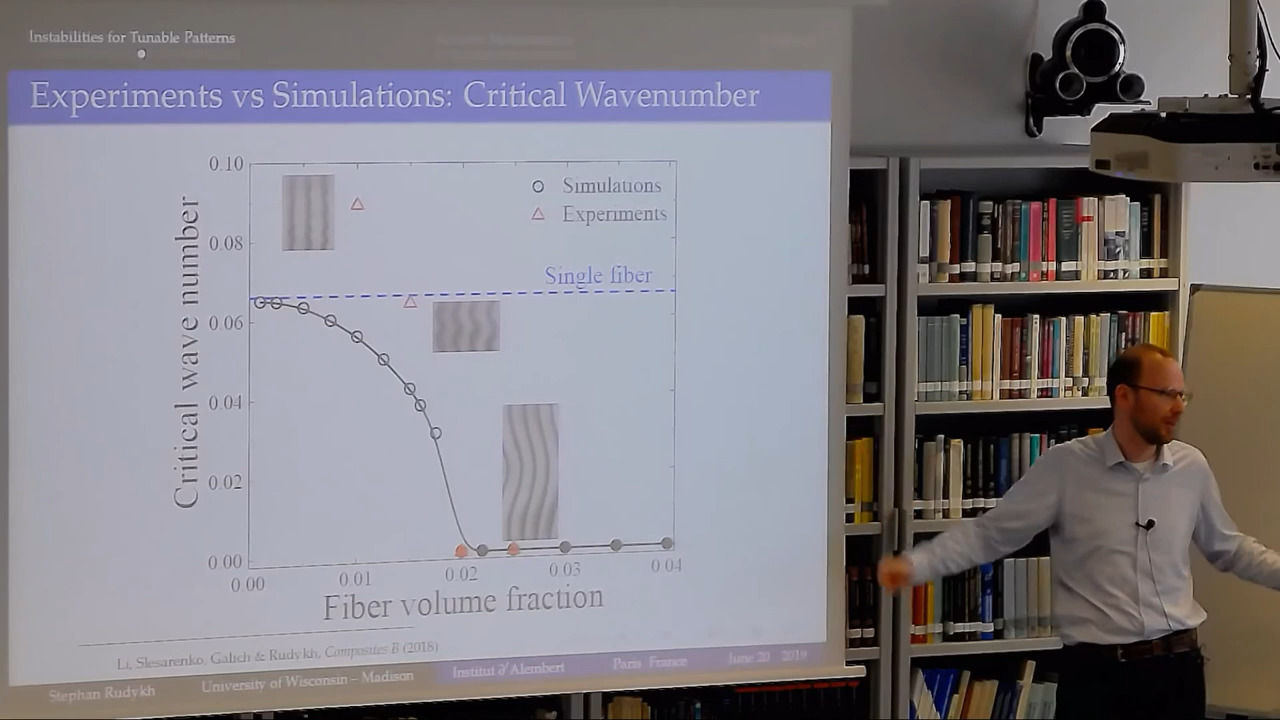 Instabilities for Tunable Patterns
Experiments vs Simulations: Critical Wavenumber
0.10
0.08
0.06
0.04
0.02
0.00
Critical wave number
Simulations
Experiments
Single fiber
0.00 0.01 0.02 0.03 0.04
Fiber volume fraction
Li, Slesarenko, Galich & Rudykh, Composites B (2018)
Stephan Rudykh University of Wisconsin – Madison Institut ∂'Alembert Paris France June 20 2019